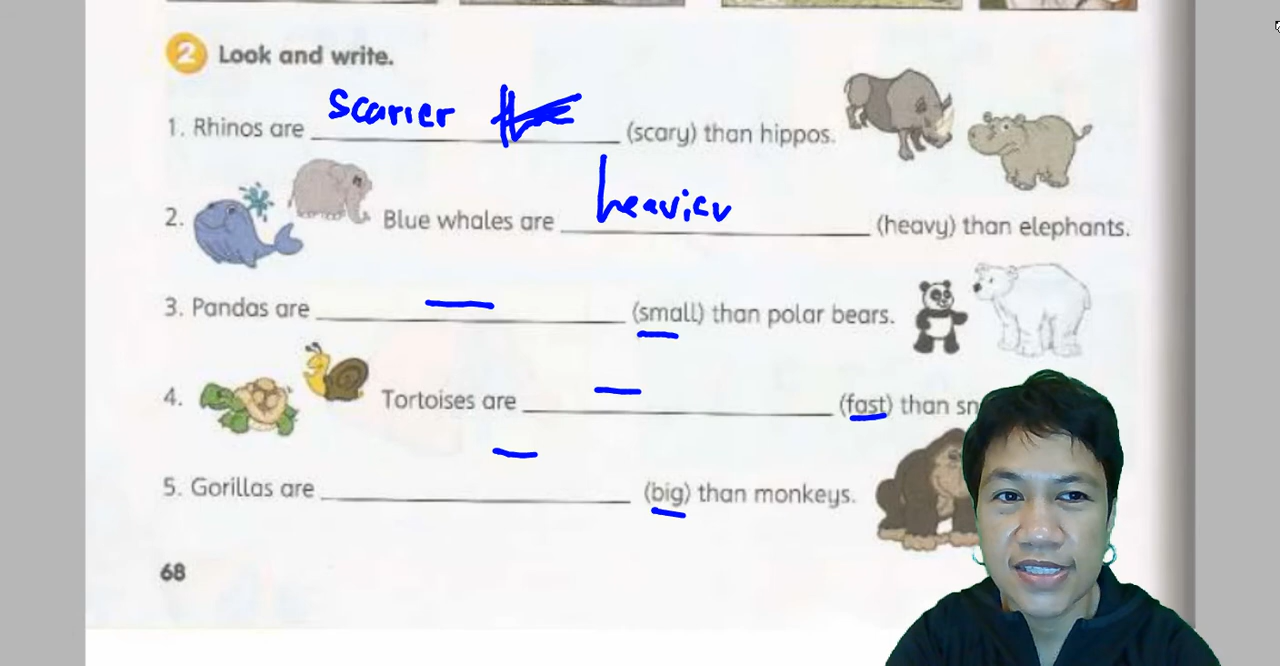 2 Look and write.
scarier
1. Rhinos are (scary) than hippos.
heavier
2. Blue whales are (heavy) than elephants.
3. Pandas are (small) than polar bears.
4. Tortoises are (fast) than
5. Gorillas are (big) than monkeys.
68